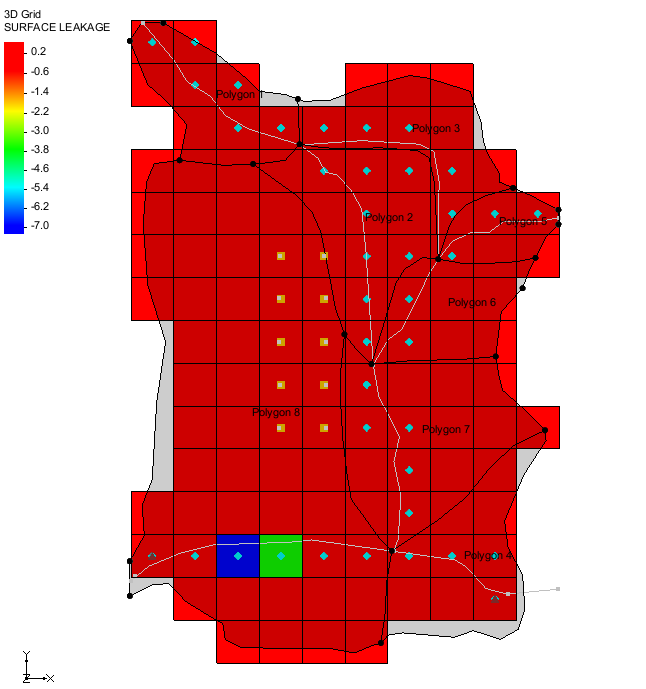 3D Grid
SURFACE LEAKAGE
0.2
-0.6
-1.4
-2.2
-3.0
-3.8
-4.6
-5.4
-6.2
-7.0
Polygon 1
Polygon 3
Polygon 2
Polygon 5
Polygon 6
Polygon 8
Polygon 7
Polygon 4
Y
Z
X